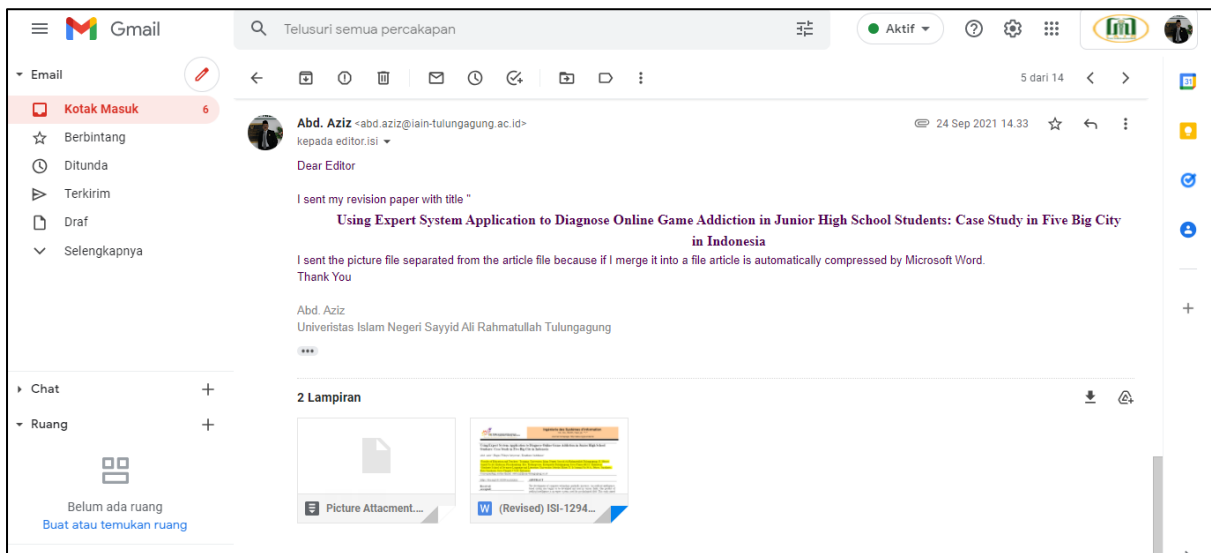 Gmail
Telusuri semua percakapan
Aktif
Email
5 dari 14
31
Kotak Masuk 6
Berbintang
Ditunda
Terkirim
Draf
Selengkapnya
Abd. Aziz <abd.aziz@iain-tulungagung.ac.id>
24 Sep 2021 14.33
kepada editor.isi
Dear Editor
I sent my revision paper with title "
Using Expert System Application to Diagnose Online Game Addiction in Junior High School Students: Case Study in Five Big City
in Indonesia
I sent the picture file separated from the article file because if I merge it into a file article is automatically compressed by Microsoft Word.
Thank You
Abd. Aziz
Univeristas Islam Negeri Sayyid Ali Rahmatullah Tulungagung
Chat
Ruang
Belum ada ruang
Buat atau temukan ruang
2 Lampiran
Picture Attacment....
W (Revised) ISI-1294...